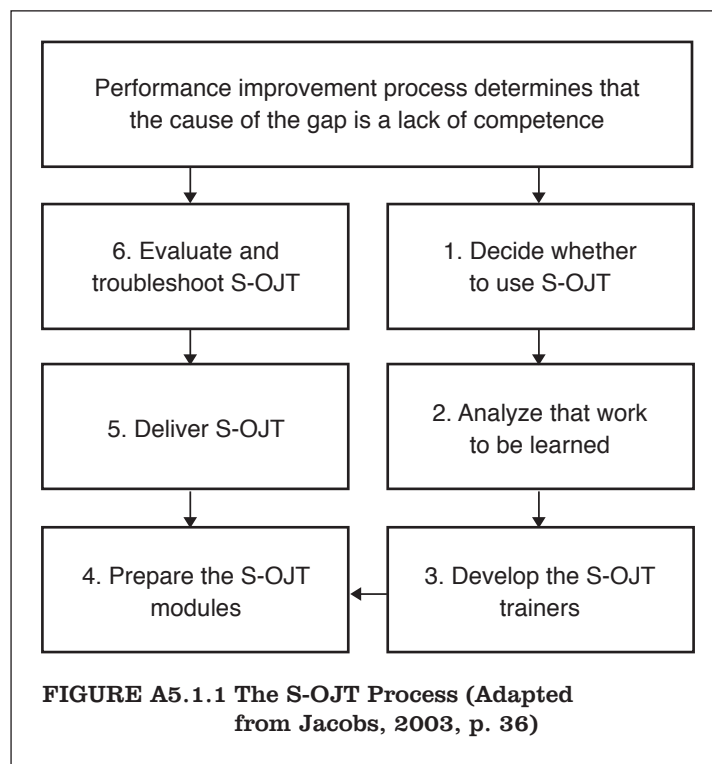 Performance improvement process determines that
the cause of the gap is a lack of competence
6. Evaluate and
troubleshoot S-OJT
1. Decide whether
to use S-OJT
5. Deliver S-OJT
2. Analyze that work
to be learned
4. Prepare the S-OJT
modules
3. Develop the S-OJT
trainers
FIGURE A5.1.1 The S-OJT Process (Adapted
from Jacobs, 2003, p. 36)